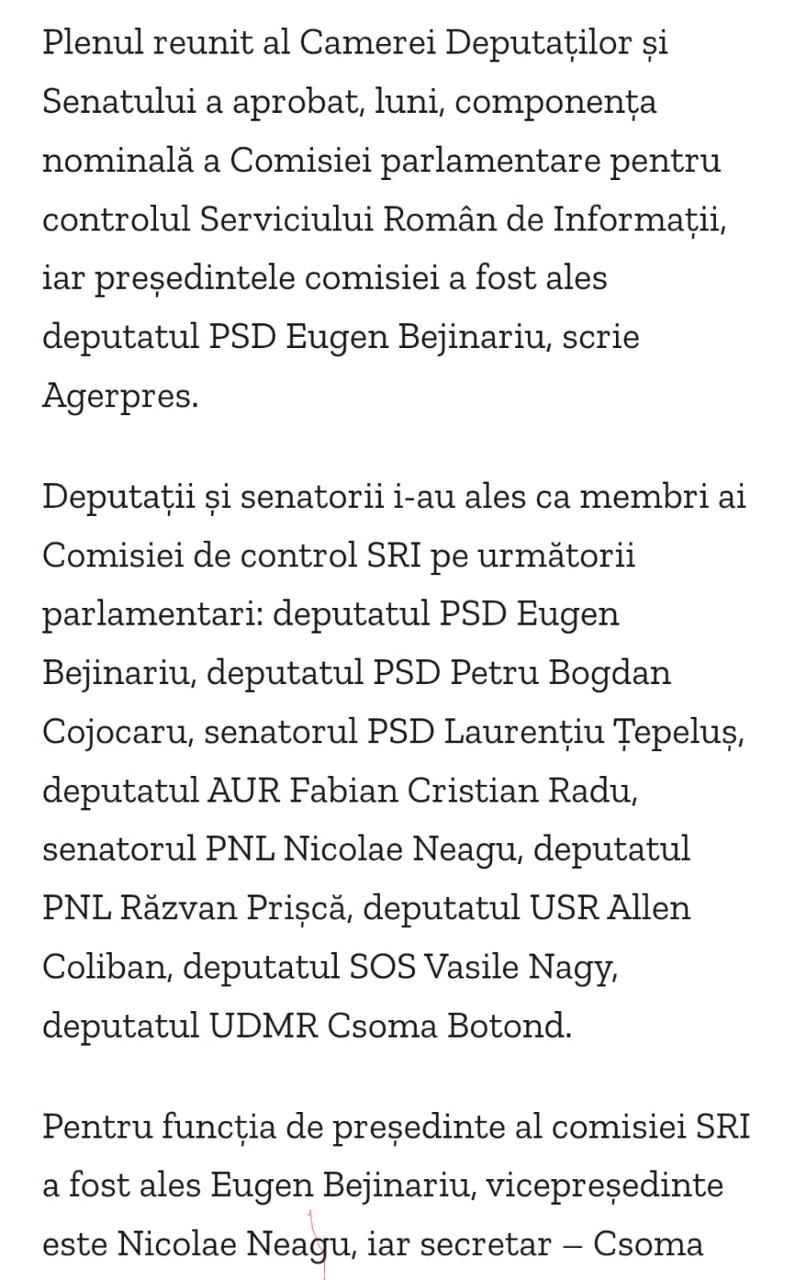 Plenul reunit al Camerei Deputaților și
Senatului a aprobat, luni, componența
nominală a Comisiei parlamentare pentru
controlul Serviciului Român de Informații,
iar președintele comisiei a fost ales
deputatul PSD Eugen Bejinariu, scrie
Agerpres.
Deputații și senatorii i-au ales ca membri ai
Comisiei de control SRI pe următorii
parlamentari: deputatul PSD Eugen
Bejinariu, deputatul PSD Petru Bogdan
Cojocaru, senatorul PSD Laurențiu Țepeluș,
deputatul AUR Fabian Cristian Radu,
senatorul PNL Nicolae Neagu, deputatul
PNL Răzvan Prișcă, deputatul USR Allen
Coliban, deputatul SOS Vasile Nagy,
deputatul UDMR Csoma Botond.
Pentru funcția de președinte al comisiei SRI
a fost ales Eugen Bejinariu, vicepreședinte
este Nicolae Neagu, iar secretar – Csoma